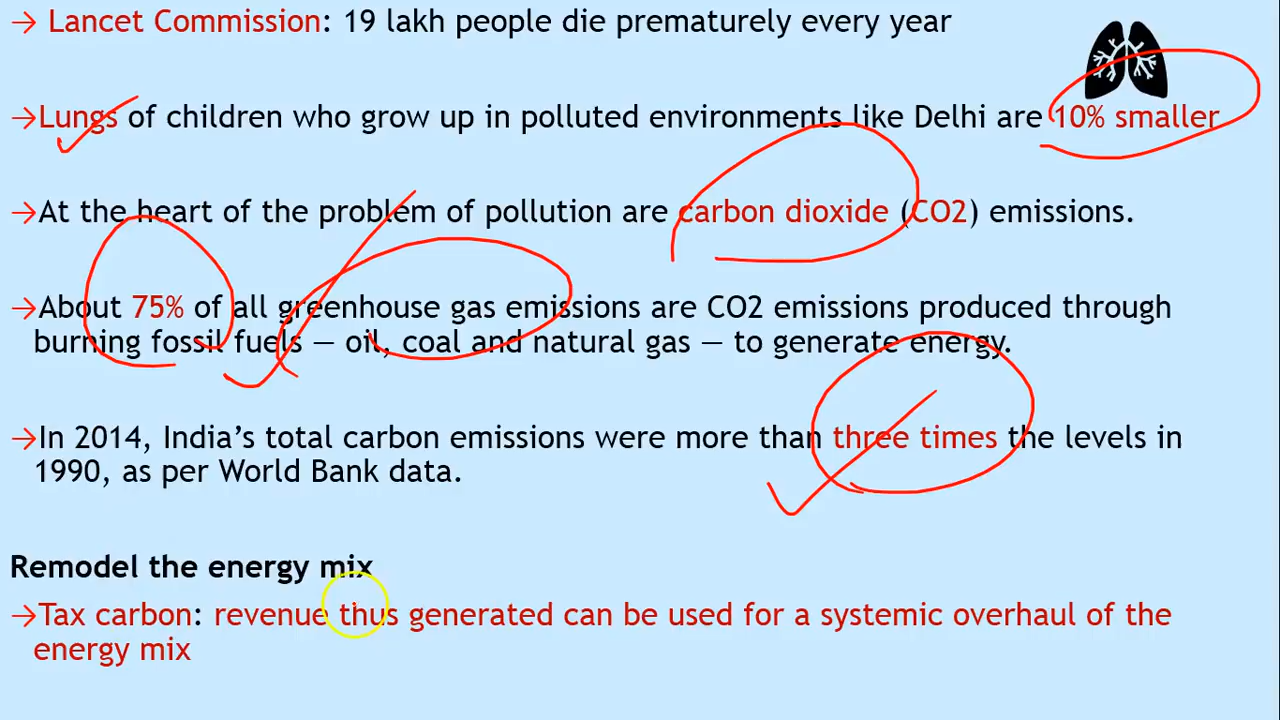 → Lancet Commission: 19 lakh people die prematurely every year
→Lungs of children who grow up in polluted environments like Delhi are 10% smaller
→At the heart of the problem of pollution are carbon dioxide (CO2) emissions.
→About 75% of all greenhouse gas emissions are CO2 emissions produced through
burning fossil fuels — oil, coal and natural gas — to generate energy.
→In 2014, India’s total carbon emissions were more than three times the levels in
1990, as per World Bank data.
Remodel the energy mix
→Tax carbon: revenue thus generated can be used for a systemic overhaul of the
energy mix